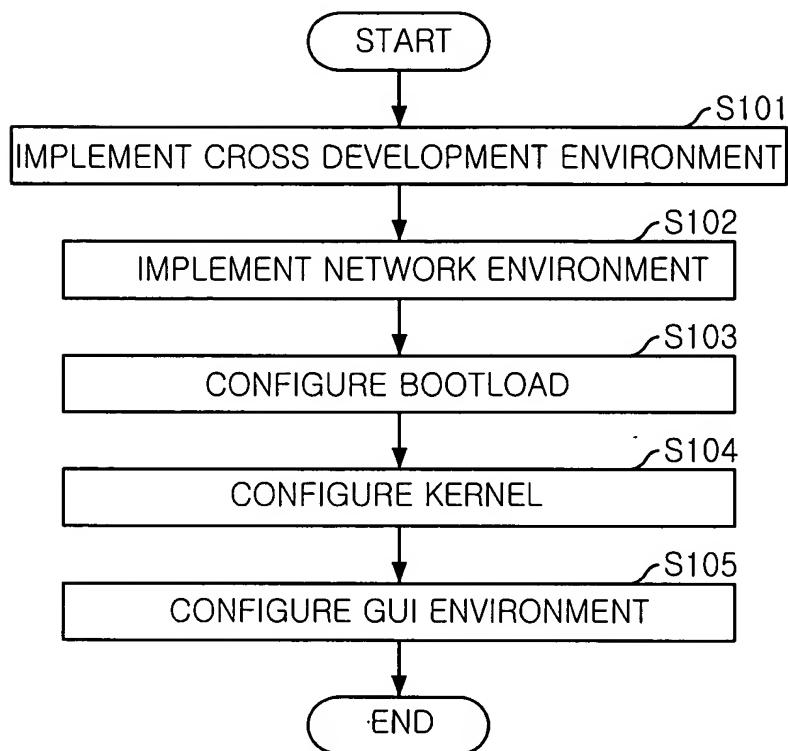 START
S101
IMPLEMENT CROSS DEVELOPMENT ENVIRONMENT
S102
IMPLEMENT NETWORK ENVIRONMENT
S103
CONFIGURE BOOTLOAD
S104
CONFIGURE KERNEL
S105
CONFIGURE GUI ENVIRONMENT
END